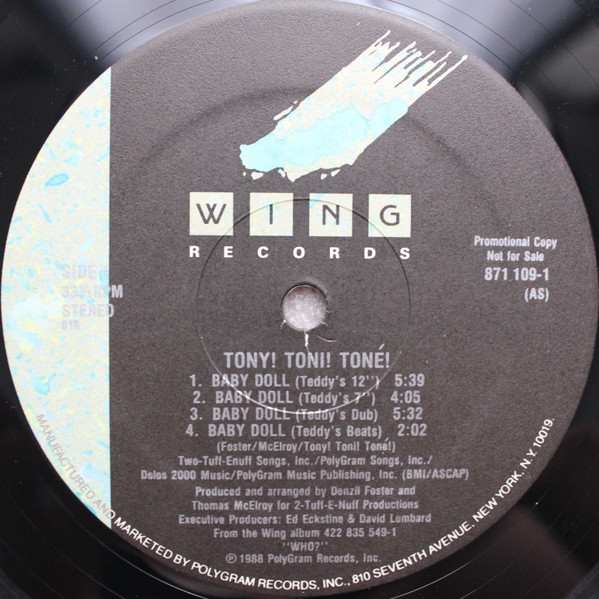 WING
RECORDS
Promotional Copy
Not for Sale
871 109-1
(AS)
SIDE
33⅓ RPM
STEREO
TONY! TONI! TONÉ!
1. BABY DOLL (Teddy's 12") 5:39
2. BABY DOLL (Teddy's 7") 4:05
3. BABY DOLL (Teddy's Dub) 5:32
4. BABY DOLL (Teddy's Beats) 2:02
(Foster/McElroy/Tony! Toni! Toné!)
Two-Tuff-Enuff Songs, Inc./PolyGram Songs, Inc./
Delos 2000 Music/PolyGram Music Publishing, Inc. (BMI/ASCAP)
Produced and arranged by Denzil Foster and
Thomas McElroy for 2-Tuff-E-Nuff Productions
Executive Producers: Ed Eckstine & David Lombard
From the Wing album 422 835 549-1
"WHO?"
℗1988 PolyGram Records, Inc.
MANUFACTURED AND MARKETED BY POLYGRAM RECORDS, INC., 810 SEVENTH AVENUE, NEW YORK, N.Y. 10019.